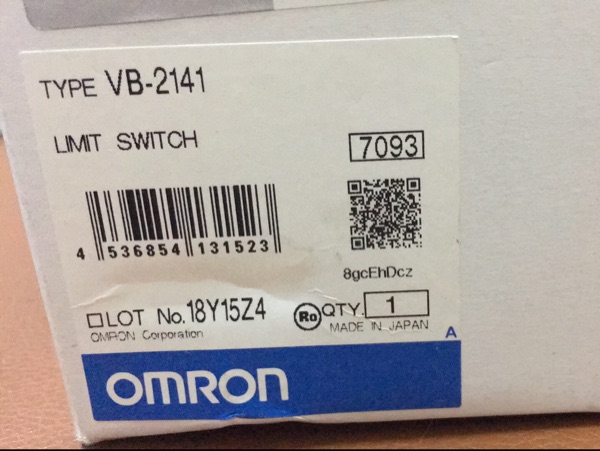 TYPE VB-2141
LIMIT SWITCH
7093
4 536854 131523
8gcEhDcz
LOT No. 18Y15Z4
Ro QTY. 1
OMRON Corporation
MADE IN JAPAN
A
OMRON